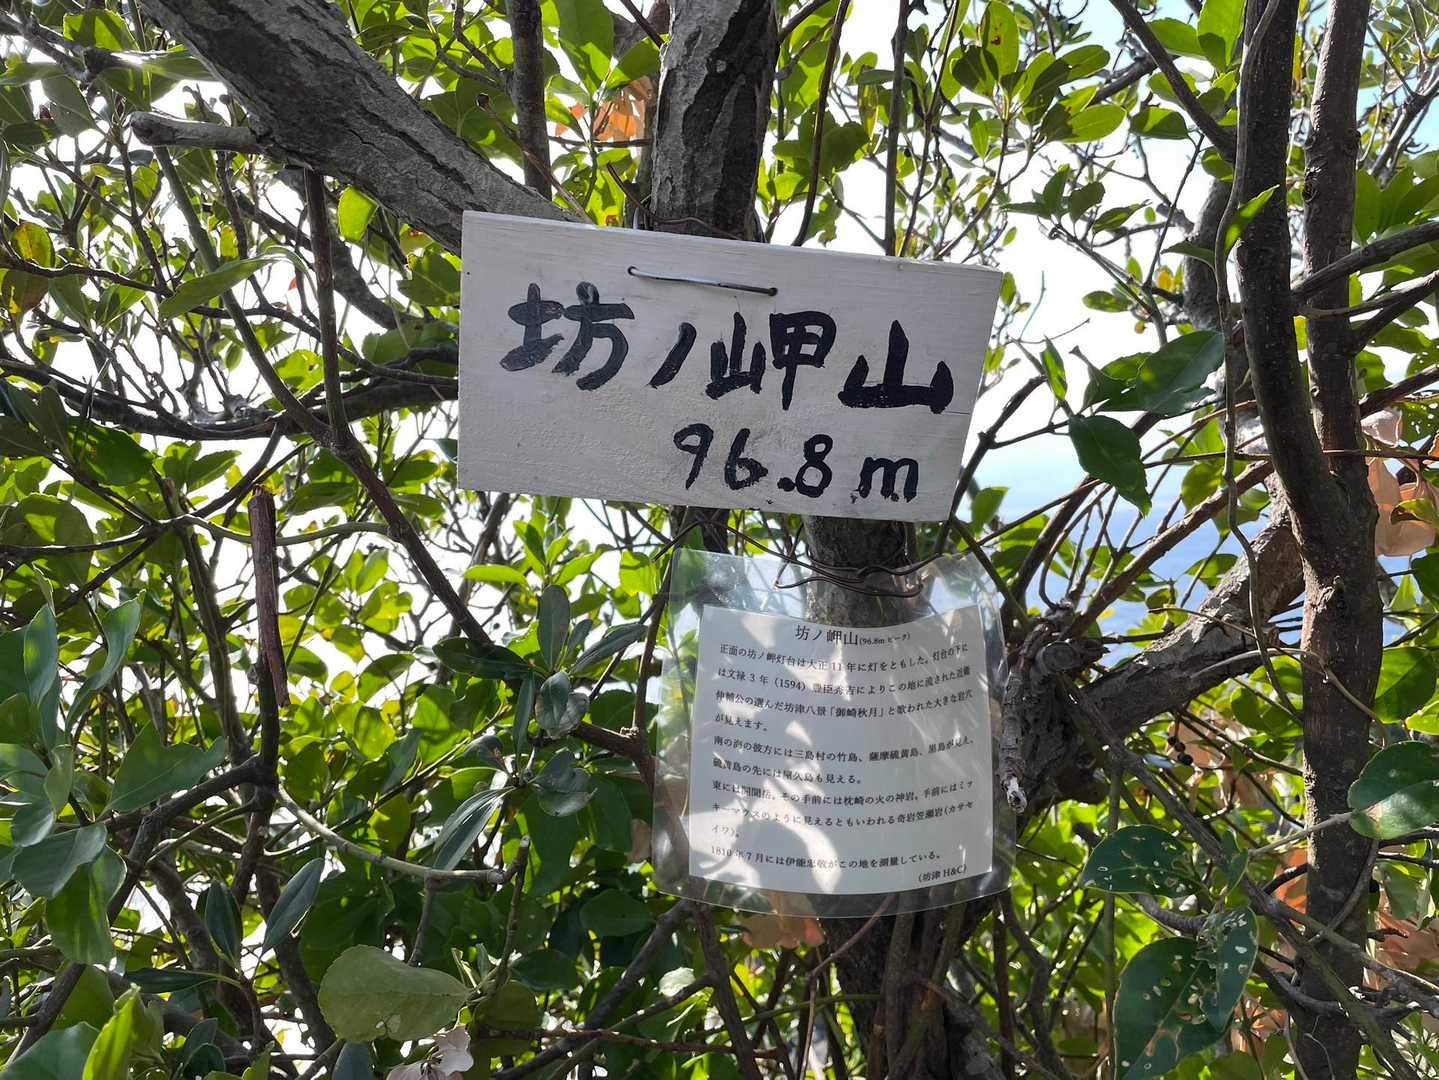 坊ノ岬山
96.8m
坊ノ岬山(96.8m ピーク)
正面の坊ノ岬灯台は大正 11 年に灯をともした。灯台の下に
は文禄 3 年（1594）豊臣秀吉によりこの地に流された近衛
信輔公の選んだ坊津八景「御崎秋月」と歌われた大きな岩穴
が見えます。
南の海の彼方には三島村の竹島、薩摩硫黄島、黒島が見え、
硫黄島の先には屋久島も見える。
東には開聞岳、その手前には枕崎の火の神岩。手前にはミッ
キーマウスのように見えるともいわれる奇岩笠瀬岩(カサセ
イワ)。
1810 年 7 月には伊能忠敬がこの地を測量している。
(坊津 H&C)